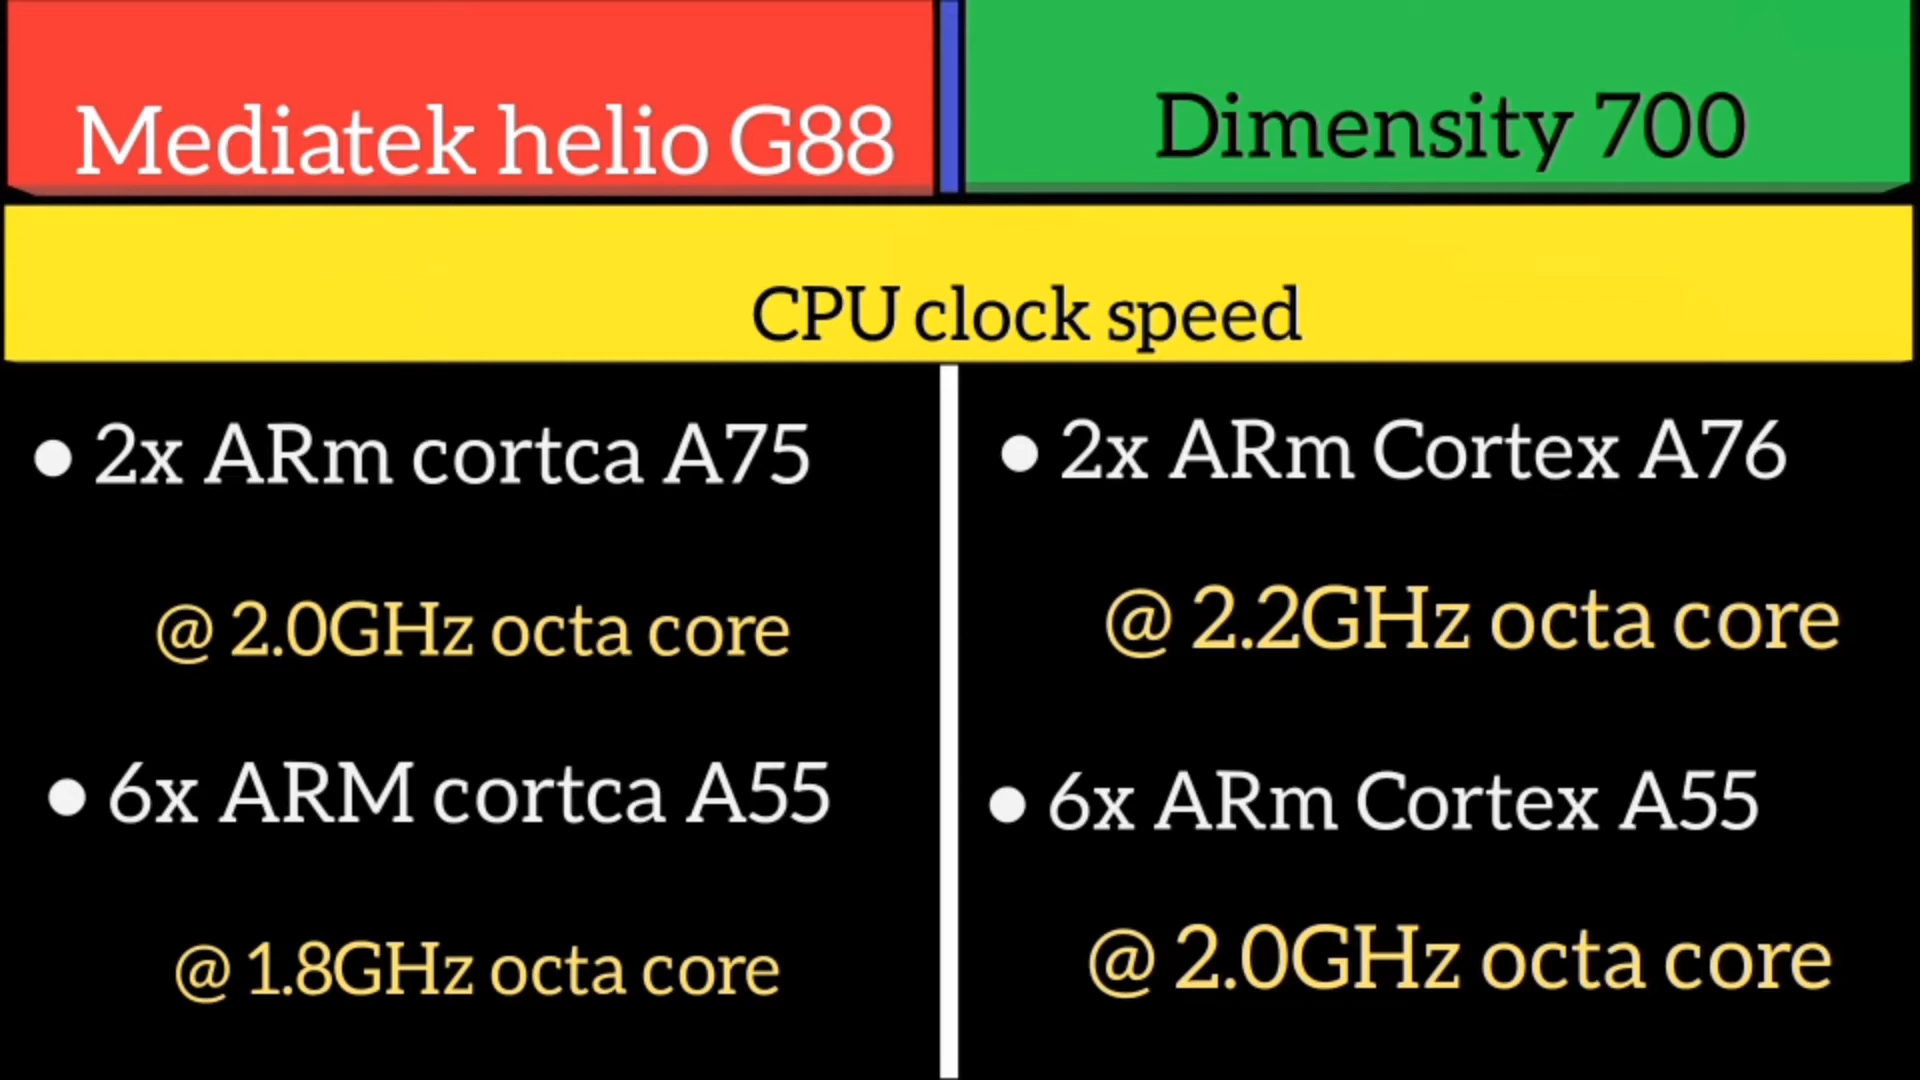 Mediatek helio G88
Dimensity 700
CPU clock speed
● 2x ARm cortca A75
@ 2.0GHz octa core
● 6x ARM cortca A55
@ 1.8GHz octa core
● 2x ARm Cortex A76
@ 2.2GHz octa core
● 6x ARm Cortex A55
@ 2.0GHz octa core